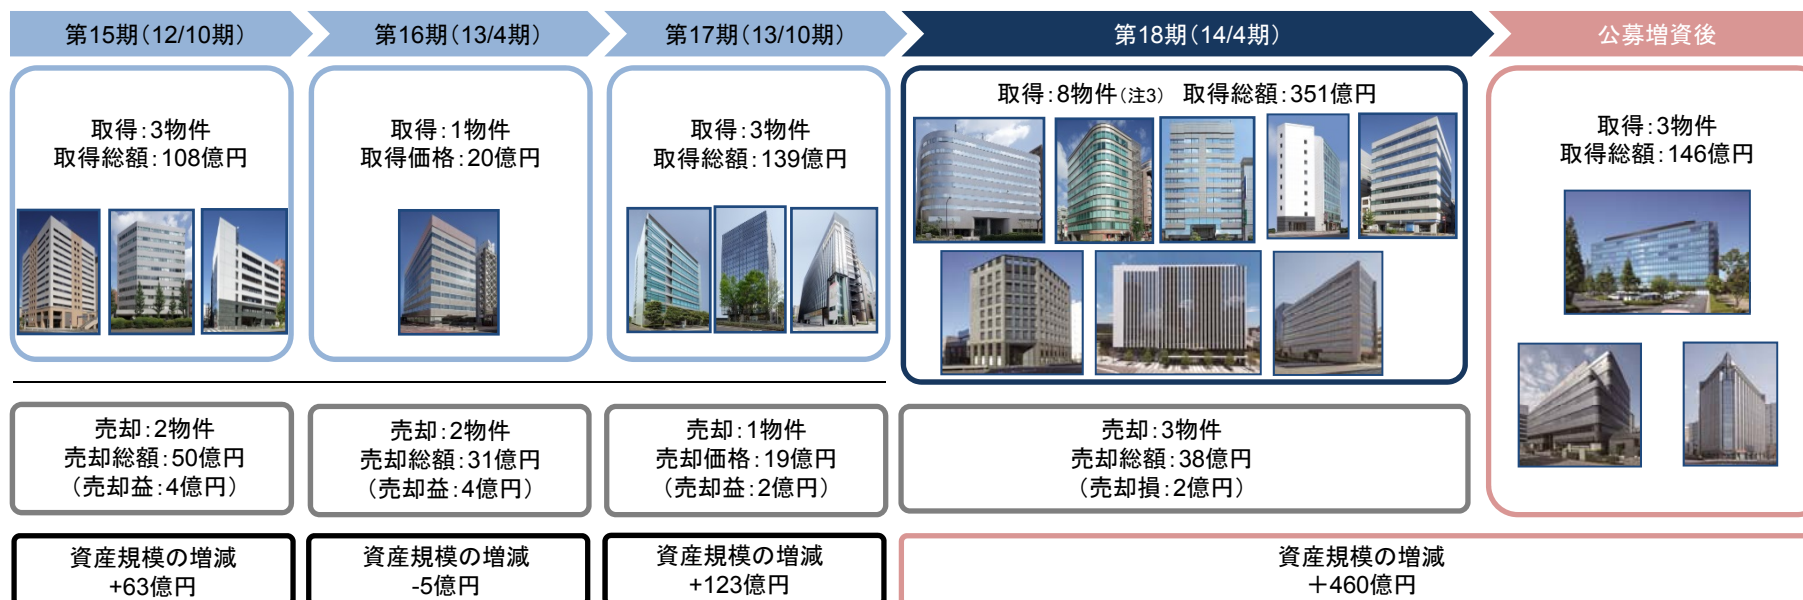 第15期(12/10期)
第16期(13/4期)
第17期(13/10期)
第18期(14/4期)
公募増資後
取得:3物件
取得総額:108億円
取得:1物件
取得価格:20億円
取得:3物件
取得総額:139億円
取得:8物件(注3) 取得総額:351億円
取得:3物件
取得総額:146億円
売却:2物件
売却総額:50億円
(売却益:4億円)
売却:2物件
売却総額:31億円
(売却益:4億円)
売却:1物件
売却価格:19億円
(売却益:2億円)
売却:3物件
売却総額:38億円
(売却損:2億円)
資産規模の増減
+63億円
資産規模の増減
-5億円
資産規模の増減
+123億円
資産規模の増減
+460億円